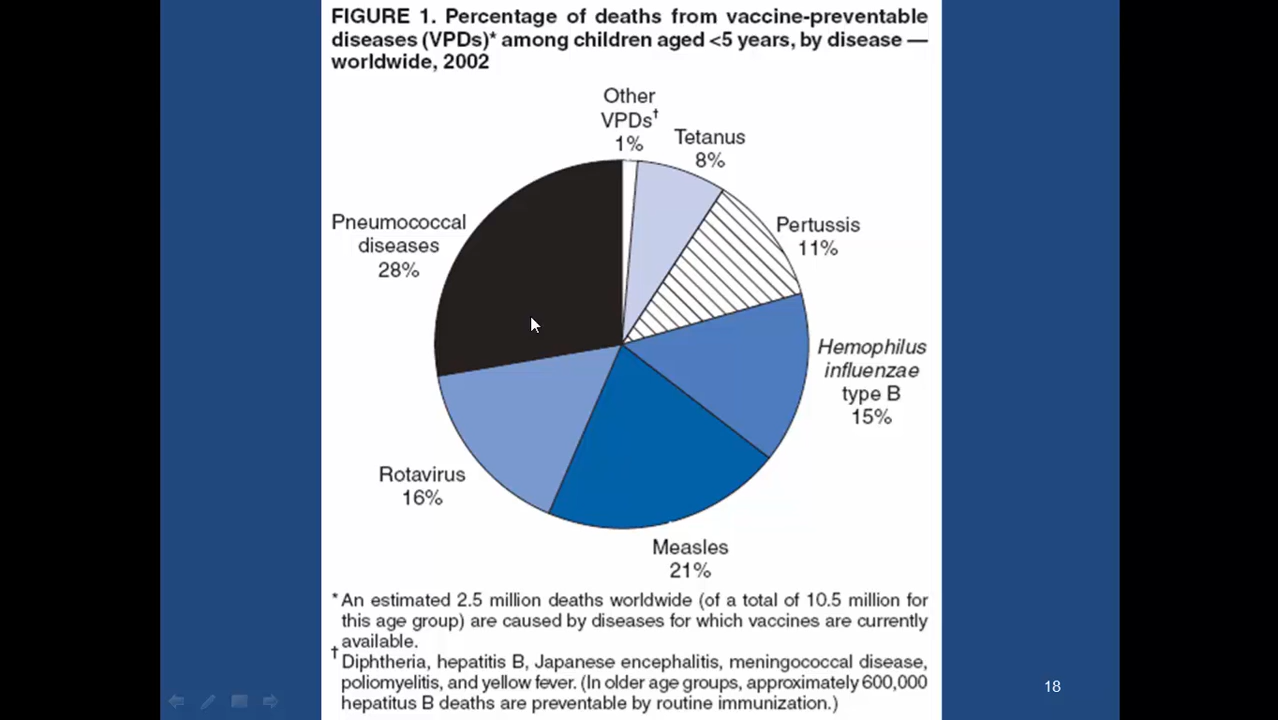 FIGURE 1. Percentage of deaths from vaccine-preventable
diseases (VPDs)* among children aged <5 years, by disease —
worldwide, 2002
Other
VPDs†
1%
Tetanus
8%
Pertussis
11%
Pneumococcal
diseases
28%
Hemophilus
influenzae
type B
15%
Rotavirus
16%
Measles
21%
*An estimated 2.5 million deaths worldwide (of a total of 10.5 million for
this age group) are caused by diseases for which vaccines are currently
available.
†Diphtheria, hepatitis B, Japanese encephalitis, meningococcal disease,
poliomyelitis, and yellow fever. (In older age groups, approximately 600,000
hepatitus B deaths are preventable by routine immunization.)
18